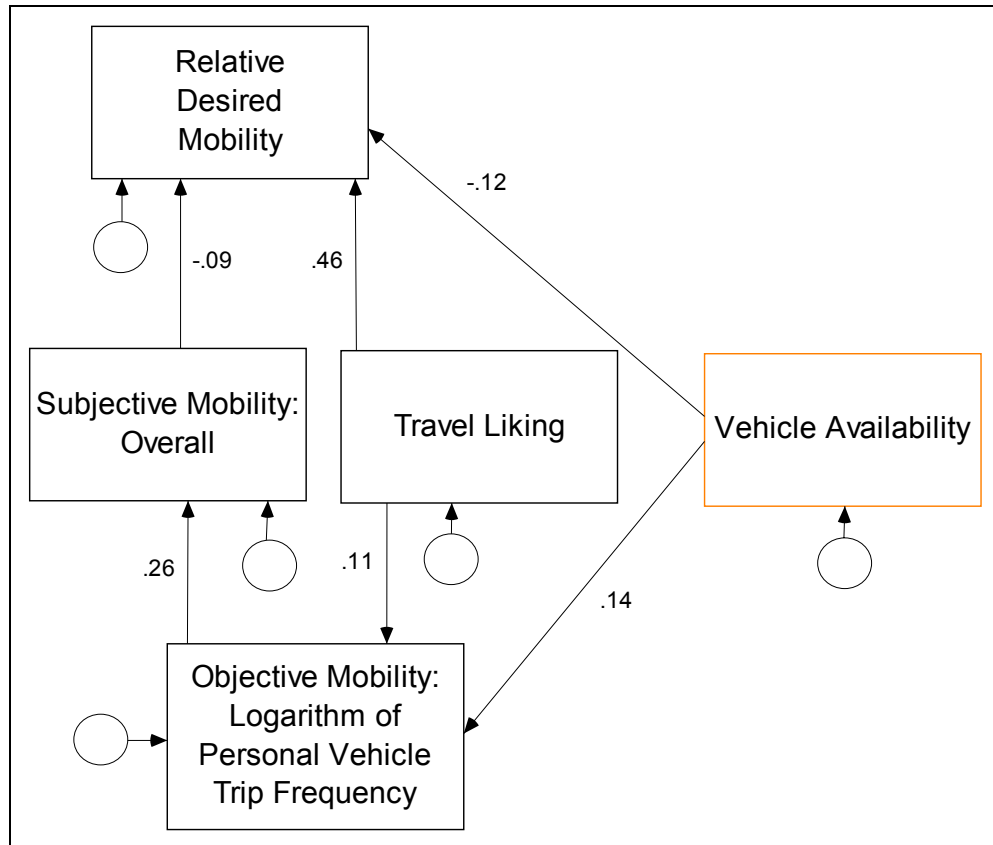 Relative
Desired
Mobility
-.12
-.09
.46
Subjective Mobility:
Overall
Travel Liking
Vehicle Availability
.26
.11
.14
Objective Mobility:
Logarithm of
Personal Vehicle
Trip Frequency